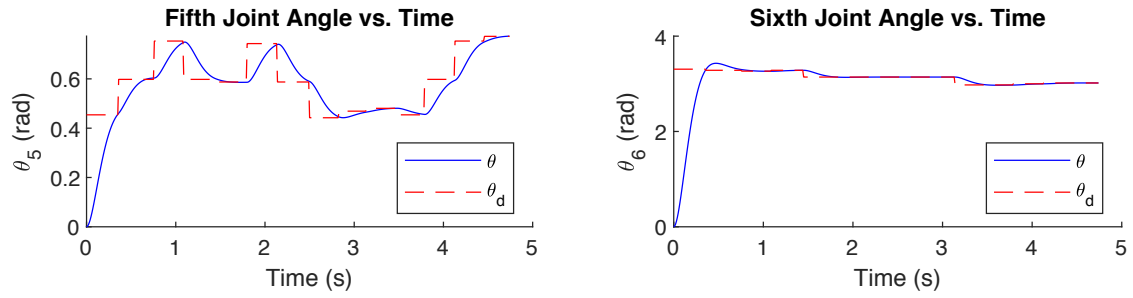 Fifth Joint Angle vs. Time
θ5 (rad)
0.6
0.4
0.2
0
0 1 2 3 4 5
Time (s)
θ
θd
Sixth Joint Angle vs. Time
θ6 (rad)
4
2
0
0 1 2 3 4 5
Time (s)
θ
θd